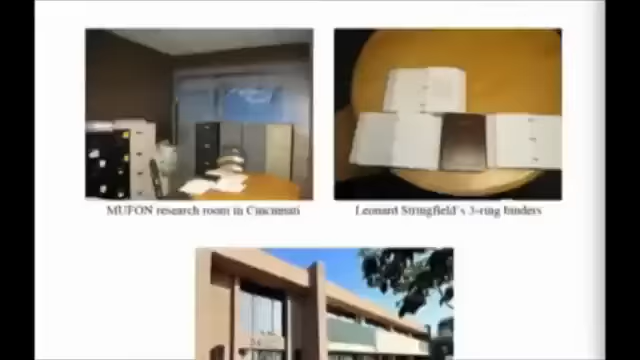 MUFON research room in Cincinnati
Leonard Stringfield's 3-ring binders